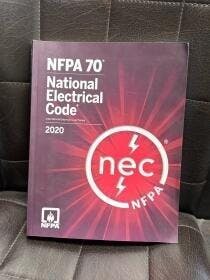 NFPA 70®
National
Electrical
Code®
2020
nec
NFPA
NFPA